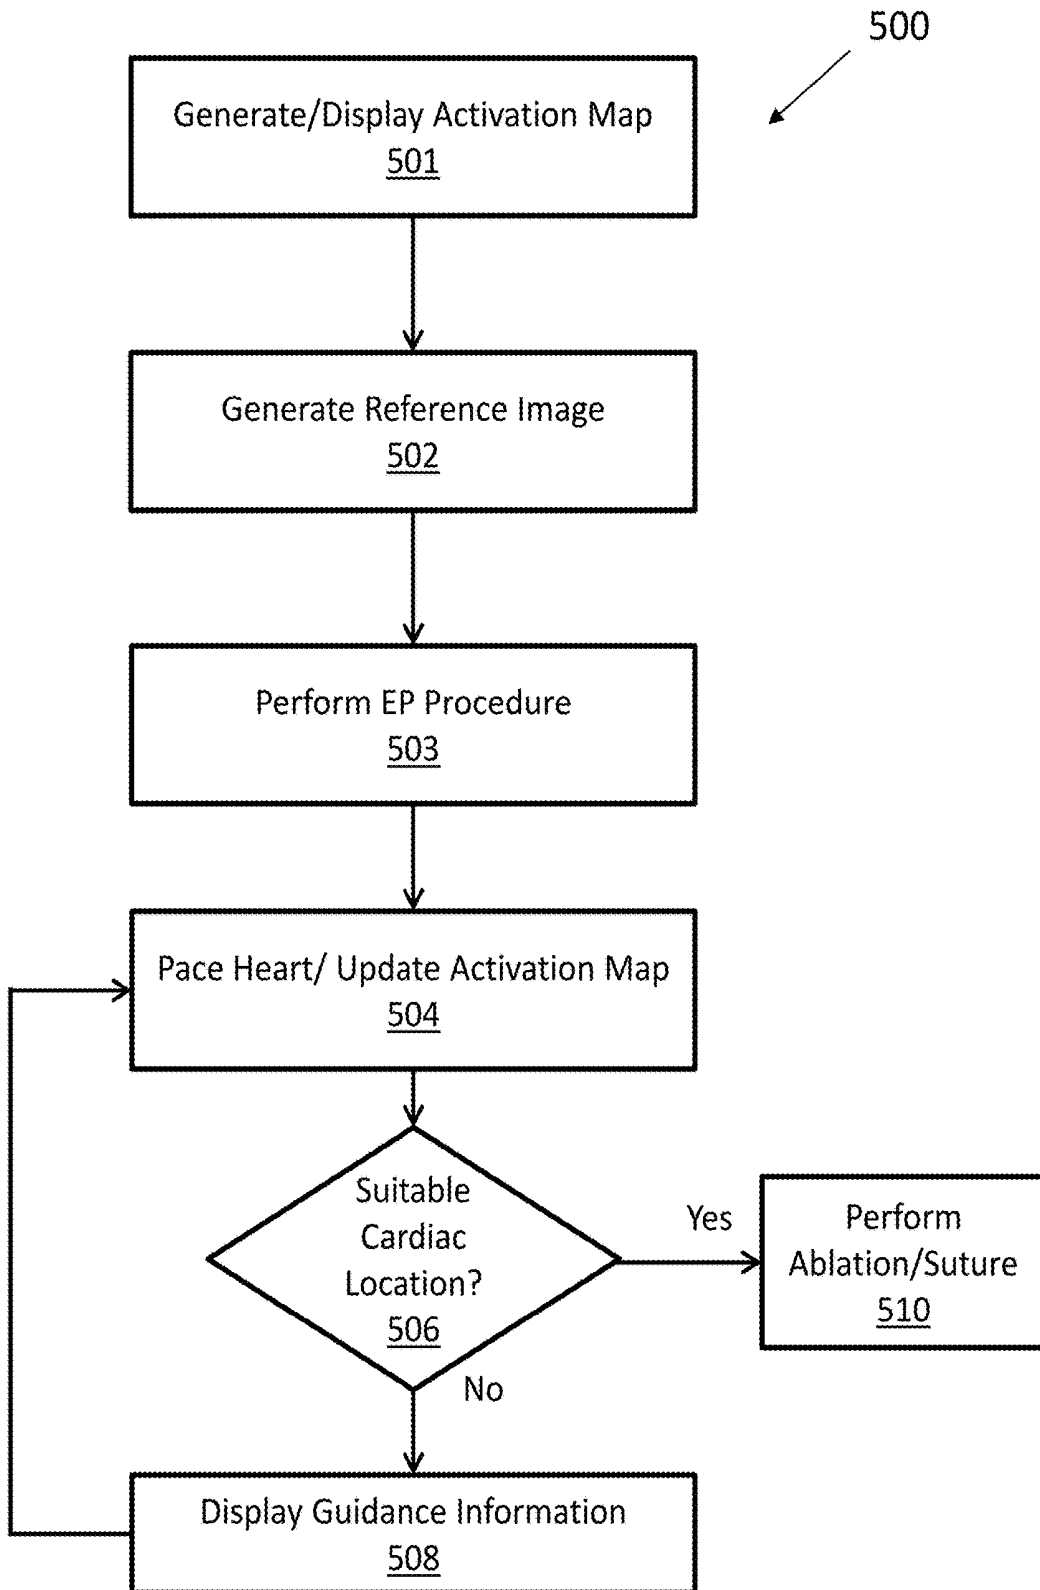 500
Generate/Display Activation Map
501
Generate Reference Image
502
Perform EP Procedure
503
Pace Heart/ Update Activation Map
504
Suitable
Cardiac
Location?
506
Yes
Perform
Ablation/Suture
510
No
Display Guidance Information
508